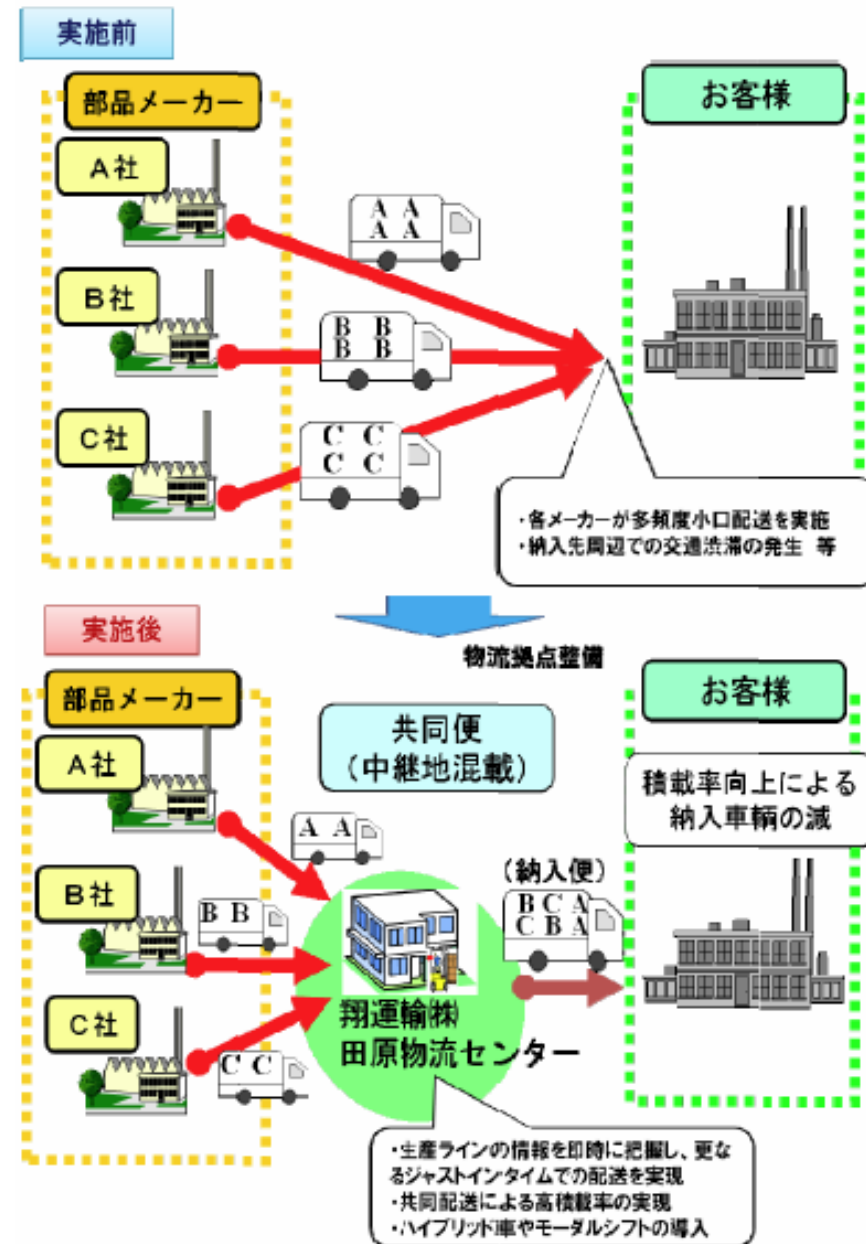 実施前
部品メーカー
お客様
A社
A A
A A
B社
B B
B B
C社
C C
C C
・各メーカーが多頻度小口配送を実施
・納入先周辺での交通渋滞の発生 等
実施後
物流拠点整備
部品メーカー
お客様
共同便
（中継地混載）
A社
積載率向上による
納入車輌の減
A A
（納入便）
B社
B B
B C A
C B A
翔運輸㈱
田原物流センター
C社
C C
・生産ラインの情報を即時に把握し、更な
るジャストインタイムでの配送を実現
・共同配送による高積載率の実現
・ハイブリッド車やモーダルシフトの導入